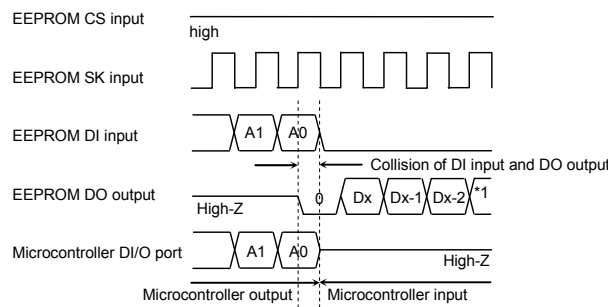 EEPROM CS input
high
EEPROM SK input
EEPROM DI input
A1 A0
Collision of DI input and DO output
EEPROM DO output
High-Z
0 Dx Dx-1 Dx-2 *1
Microcontroller DI/O port
A1 A0
High-Z
Microcontroller output Microcontroller input